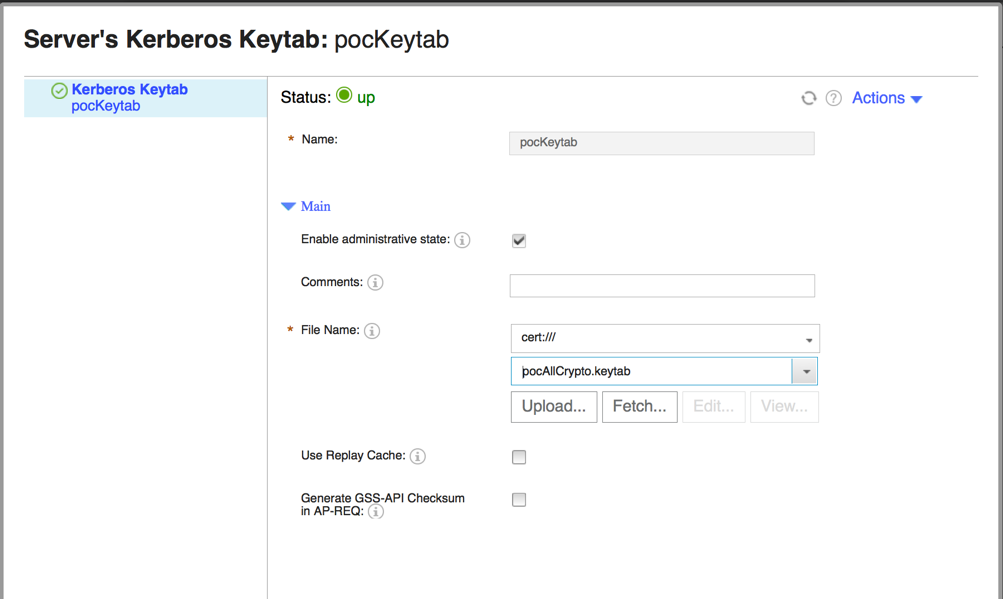 Server's Kerberos Keytab: pocKeytab
Kerberos Keytab
pocKeytab
Status: up
Actions
* Name:
pocKeytab
Main
Enable administrative state:
Comments:
* File Name:
cert:///
pocAllCrypto.keytab
Upload... Fetch... Edit... View...
Use Replay Cache:
Generate GSS-API Checksum
in AP-REQ: